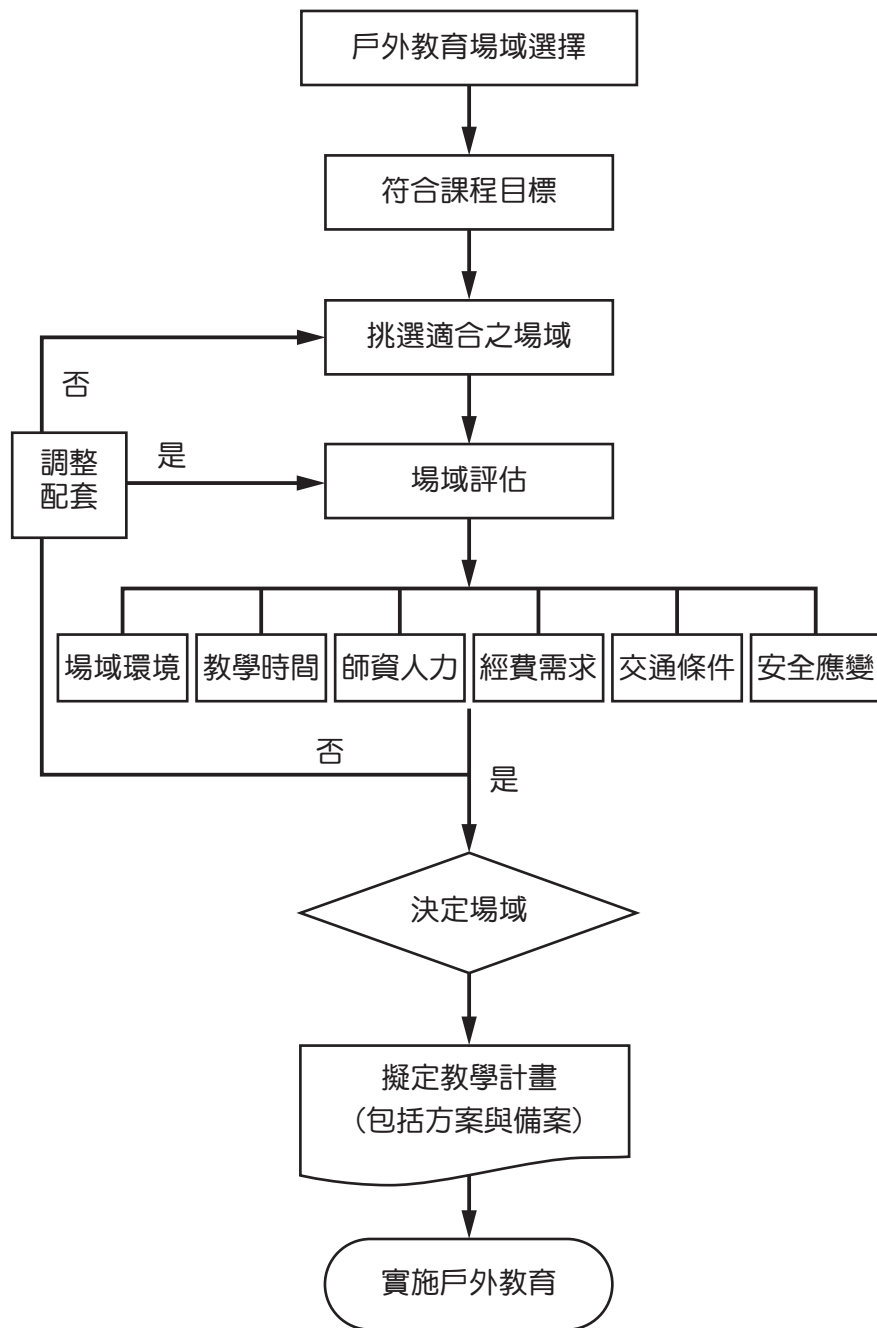 戶外教育場域選擇
符合課程目標
挑選適合之場域
否
調整
配套
是
場域評估
場域環境
教學時間
師資人力
經費需求
交通條件
安全應變
否
是
決定場域
擬定教學計畫
（包括方案與備案）
實施戶外教育